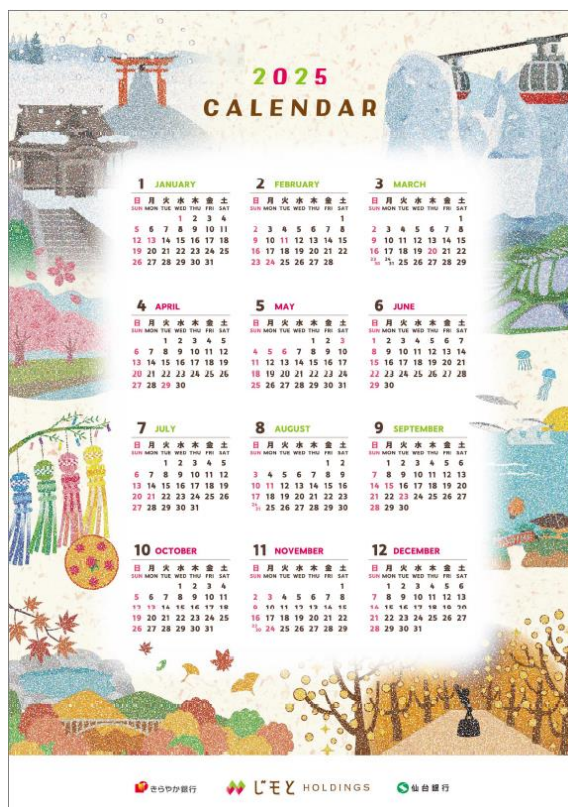 2025
CALENDAR
1 JANUARY
日 月 火 水 木 金 土
SUN MON TUE WED THU FRI SAT
1 2 3 4
5 6 7 8 9 10 11
12 13 14 15 16 17 18
19 20 21 22 23 24 25
26 27 28 29 30 31
2 FEBRUARY
日 月 火 水 木 金 土
SUN MON TUE WED THU FRI SAT
1
2 3 4 5 6 7 8
9 10 11 12 13 14 15
16 17 18 19 20 21 22
23 24 25 26 27 28
3 MARCH
日 月 火 水 木 金 土
SUN MON TUE WED THU FRI SAT
1
2 3 4 5 6 7 8
9 10 11 12 13 14 15
16 17 18 19 20 21 22
23/30 24/31 25 26 27 28 29
4 APRIL
日 月 火 水 木 金 土
SUN MON TUE WED THU FRI SAT
1 2 3 4 5
6 7 8 9 10 11 12
13 14 15 16 17 18 19
20 21 22 23 24 25 26
27 28 29 30
5 MAY
日 月 火 水 木 金 土
SUN MON TUE WED THU FRI SAT
1 2 3
4 5 6 7 8 9 10
11 12 13 14 15 16 17
18 19 20 21 22 23 24
25 26 27 28 29 30 31
6 JUNE
日 月 火 水 木 金 土
SUN MON TUE WED THU FRI SAT
1 2 3 4 5 6 7
8 9 10 11 12 13 14
15 16 17 18 19 20 21
22 23 24 25 26 27 28
29 30
7 JULY
日 月 火 水 木 金 土
SUN MON TUE WED THU FRI SAT
1 2 3 4 5
6 7 8 9 10 11 12
13 14 15 16 17 18 19
20 21 22 23 24 25 26
27 28 29 30 31
8 AUGUST
日 月 火 水 木 金 土
SUN MON TUE WED THU FRI SAT
1 2
3 4 5 6 7 8 9
10 11 12 13 14 15 16
17 18 19 20 21 22 23
24/31 25 26 27 28 29 30
9 SEPTEMBER
日 月 火 水 木 金 土
SUN MON TUE WED THU FRI SAT
1 2 3 4 5 6
7 8 9 10 11 12 13
14 15 16 17 18 19 20
21 22 23 24 25 26 27
28 29 30
10 OCTOBER
日 月 火 水 木 金 土
SUN MON TUE WED THU FRI SAT
1 2 3 4
5 6 7 8 9 10 11
12 13 14 15 16 17 18
19 20 21 22 23 24 25
26 27 28 29 30 31
11 NOVEMBER
日 月 火 水 木 金 土
SUN MON TUE WED THU FRI SAT
1
2 3 4 5 6 7 8
9 10 11 12 13 14 15
16 17 18 19 20 21 22
23/30 24 25 26 27 28 29
12 DECEMBER
日 月 火 水 木 金 土
SUN MON TUE WED THU FRI SAT
1 2 3 4 5 6
7 8 9 10 11 12 13
14 15 16 17 18 19 20
21 22 23 24 25 26 27
28 29 30 31
きらやか銀行 じモと HOLDINGS 仙台銀行